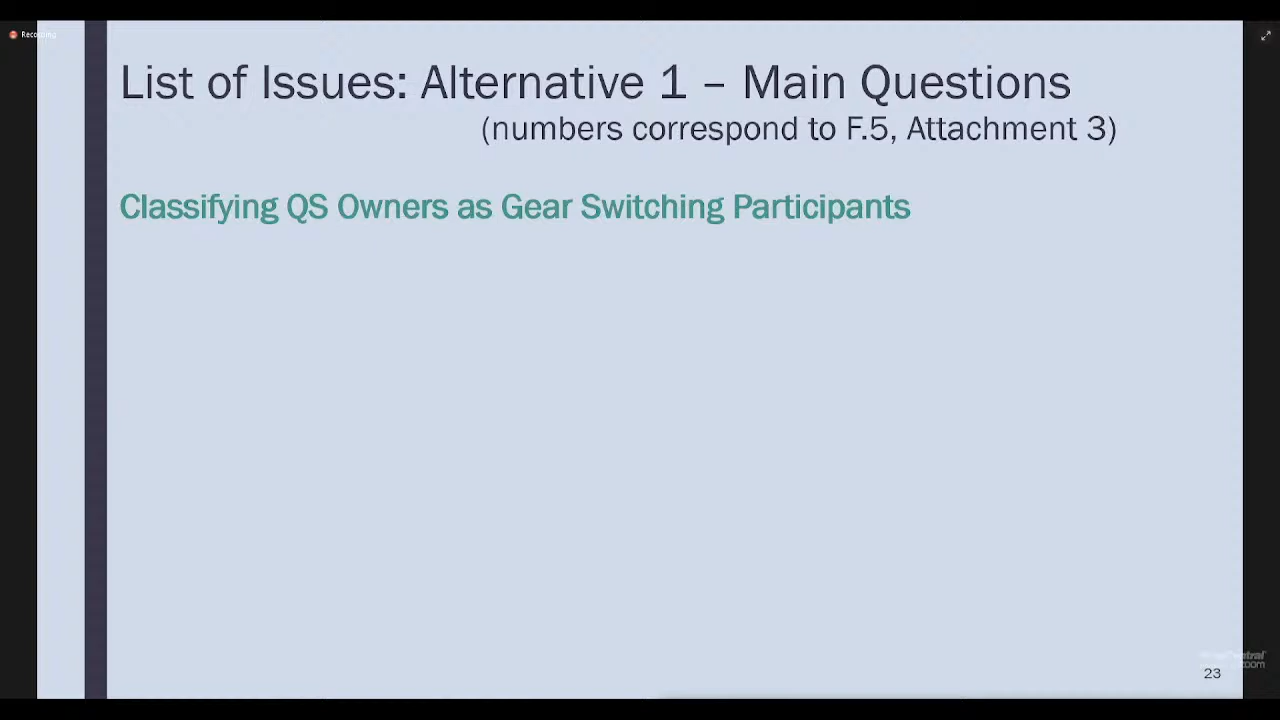 Recording
List of Issues: Alternative 1 – Main Questions
(numbers correspond to F.5, Attachment 3)
Classifying QS Owners as Gear Switching Participants
zoom
23